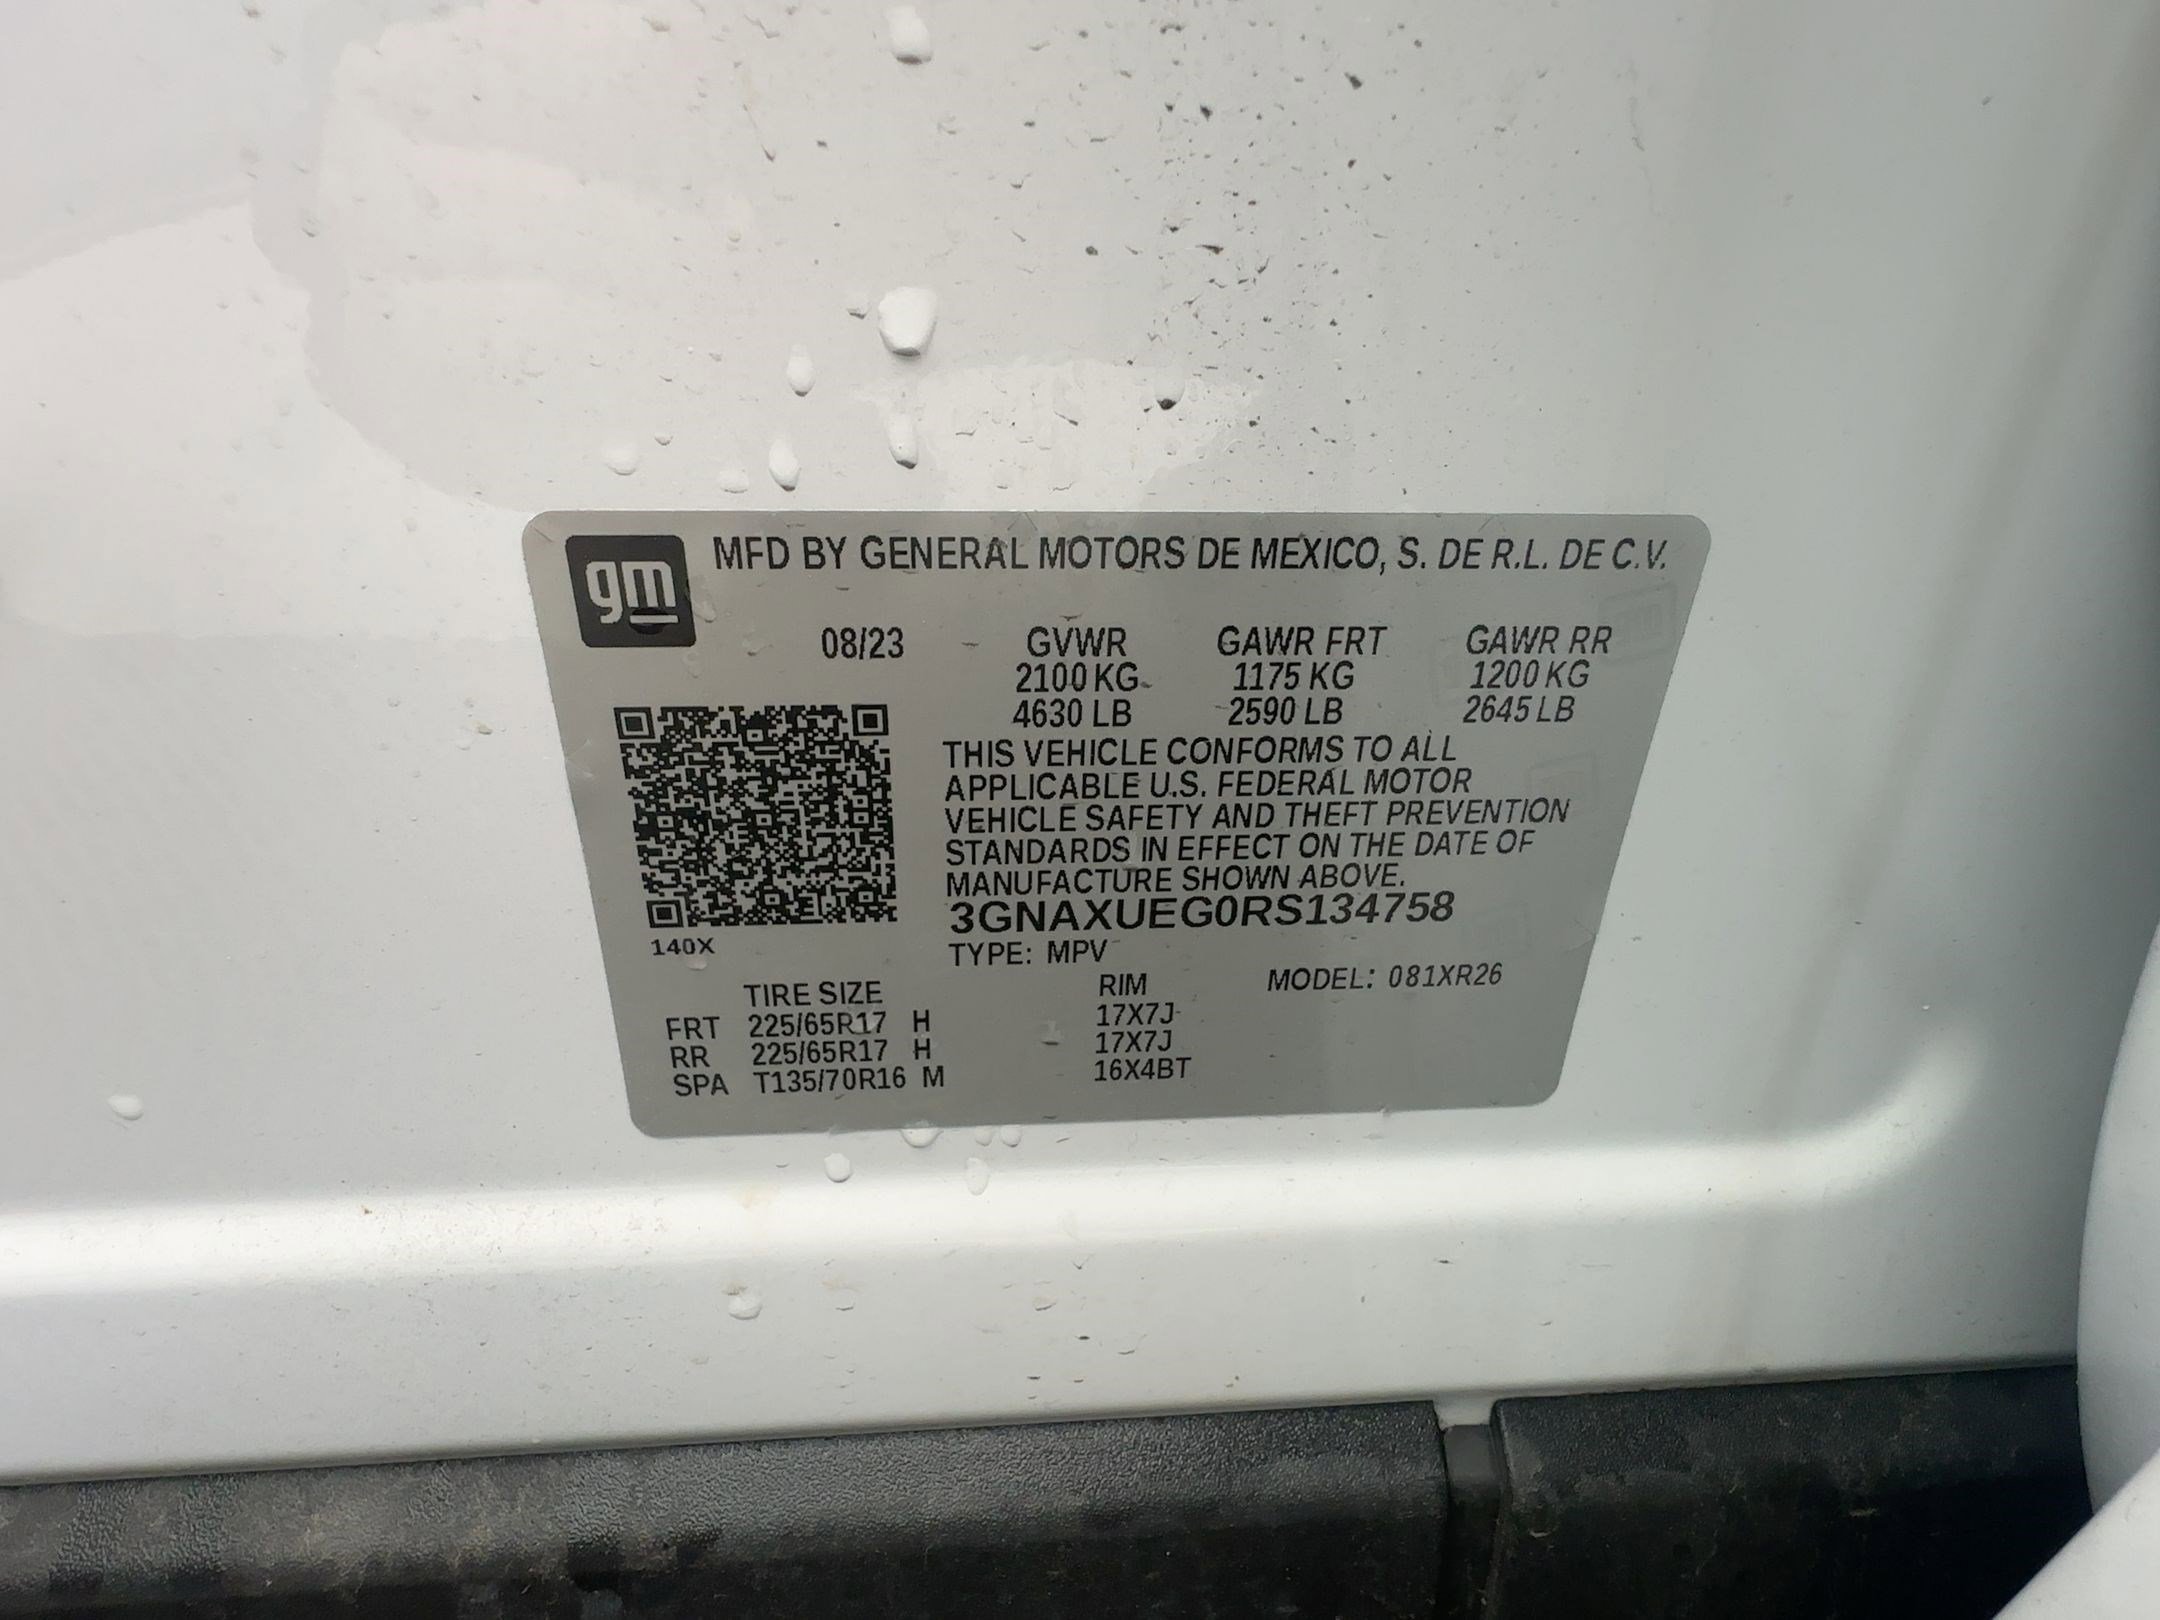 gm
MFD BY GENERAL MOTORS DE MEXICO, S. DE R.L. DE C.V.
08/23 GVWR GAWR FRT GAWR RR
2100 KG 1175 KG 1200 KG
4630 LB 2590 LB 2645 LB
THIS VEHICLE CONFORMS TO ALL
APPLICABLE U.S. FEDERAL MOTOR
VEHICLE SAFETY AND THEFT PREVENTION
STANDARDS IN EFFECT ON THE DATE OF
MANUFACTURE SHOWN ABOVE.
3GNAXUEG0RS134758
140X
TYPE: MPV
TIRE SIZE RIM MODEL: 081XR26
FRT 225/65R17 H 17X7J
RR 225/65R17 H 17X7J
SPA T135/70R16 M 16X4BT